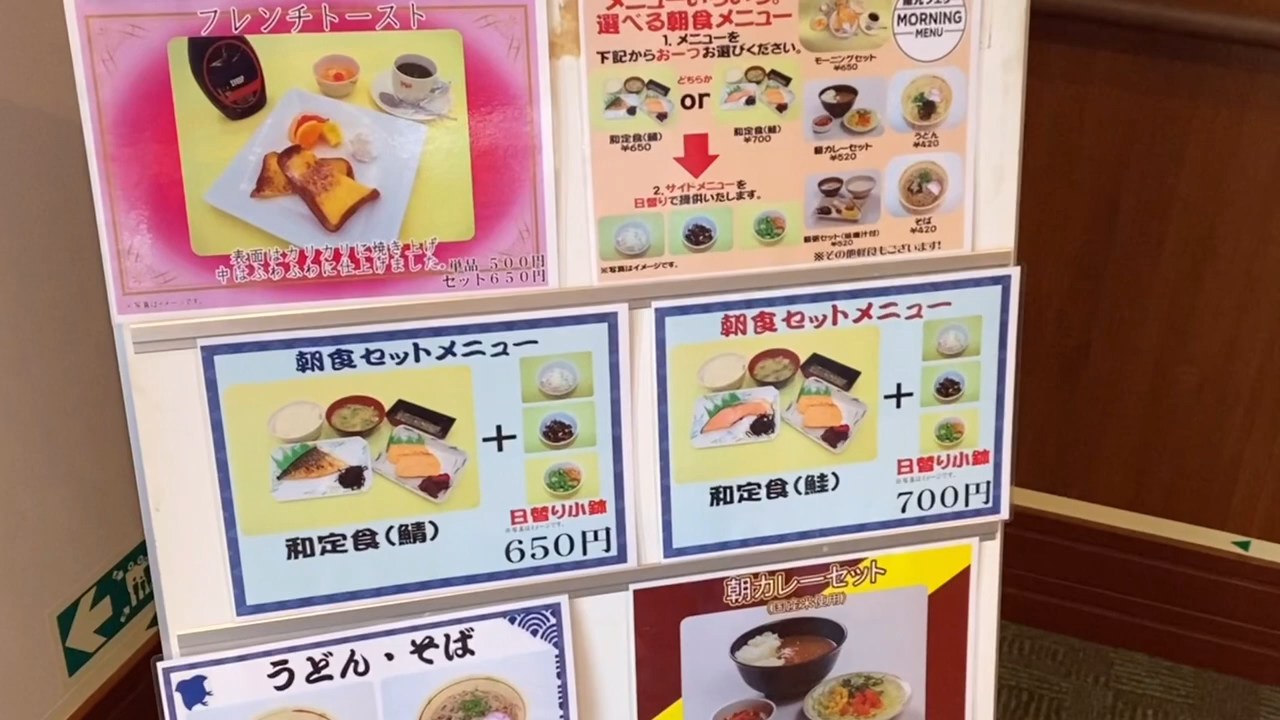 フレンチトースト
SYRUP
表面はカリカリに焼き上げ
中はふわふわに仕上げました。
単品 500円
セット650円
※写真はイメージです。
選べる朝食メニュー
1. メニューを
下記からお一つお選びください。
どちらか
or
和定食(鯖)
¥650
和定食(鮭)
¥700
2. サイドメニューを
日替りで提供いたします。
※写真はイメージです。
MORNING
MENU
モーニングセット
¥650
朝カレーセット
¥520
うどん
¥420
¥520
そば
¥420
※その他軽食もございます!
朝食セットメニュー
+
日替り小鉢
※写真はイメージです。
和定食(鯖)
650円
朝食セットメニュー
+
日替り小鉢
※写真はイメージです。
和定食(鮭)
700円
うどん・そば
朝カレーセット
(国産米使用)